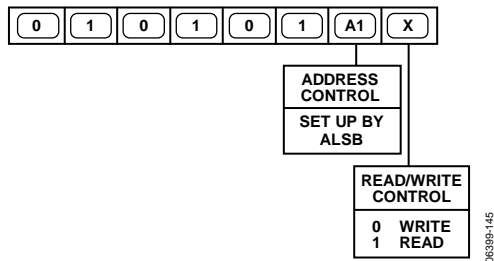 0 1 0 1 0 1 A1 X
ADDRESS
CONTROL
SET UP BY
ALSB
READ/WRITE
CONTROL
0 WRITE
1 READ
06399-145